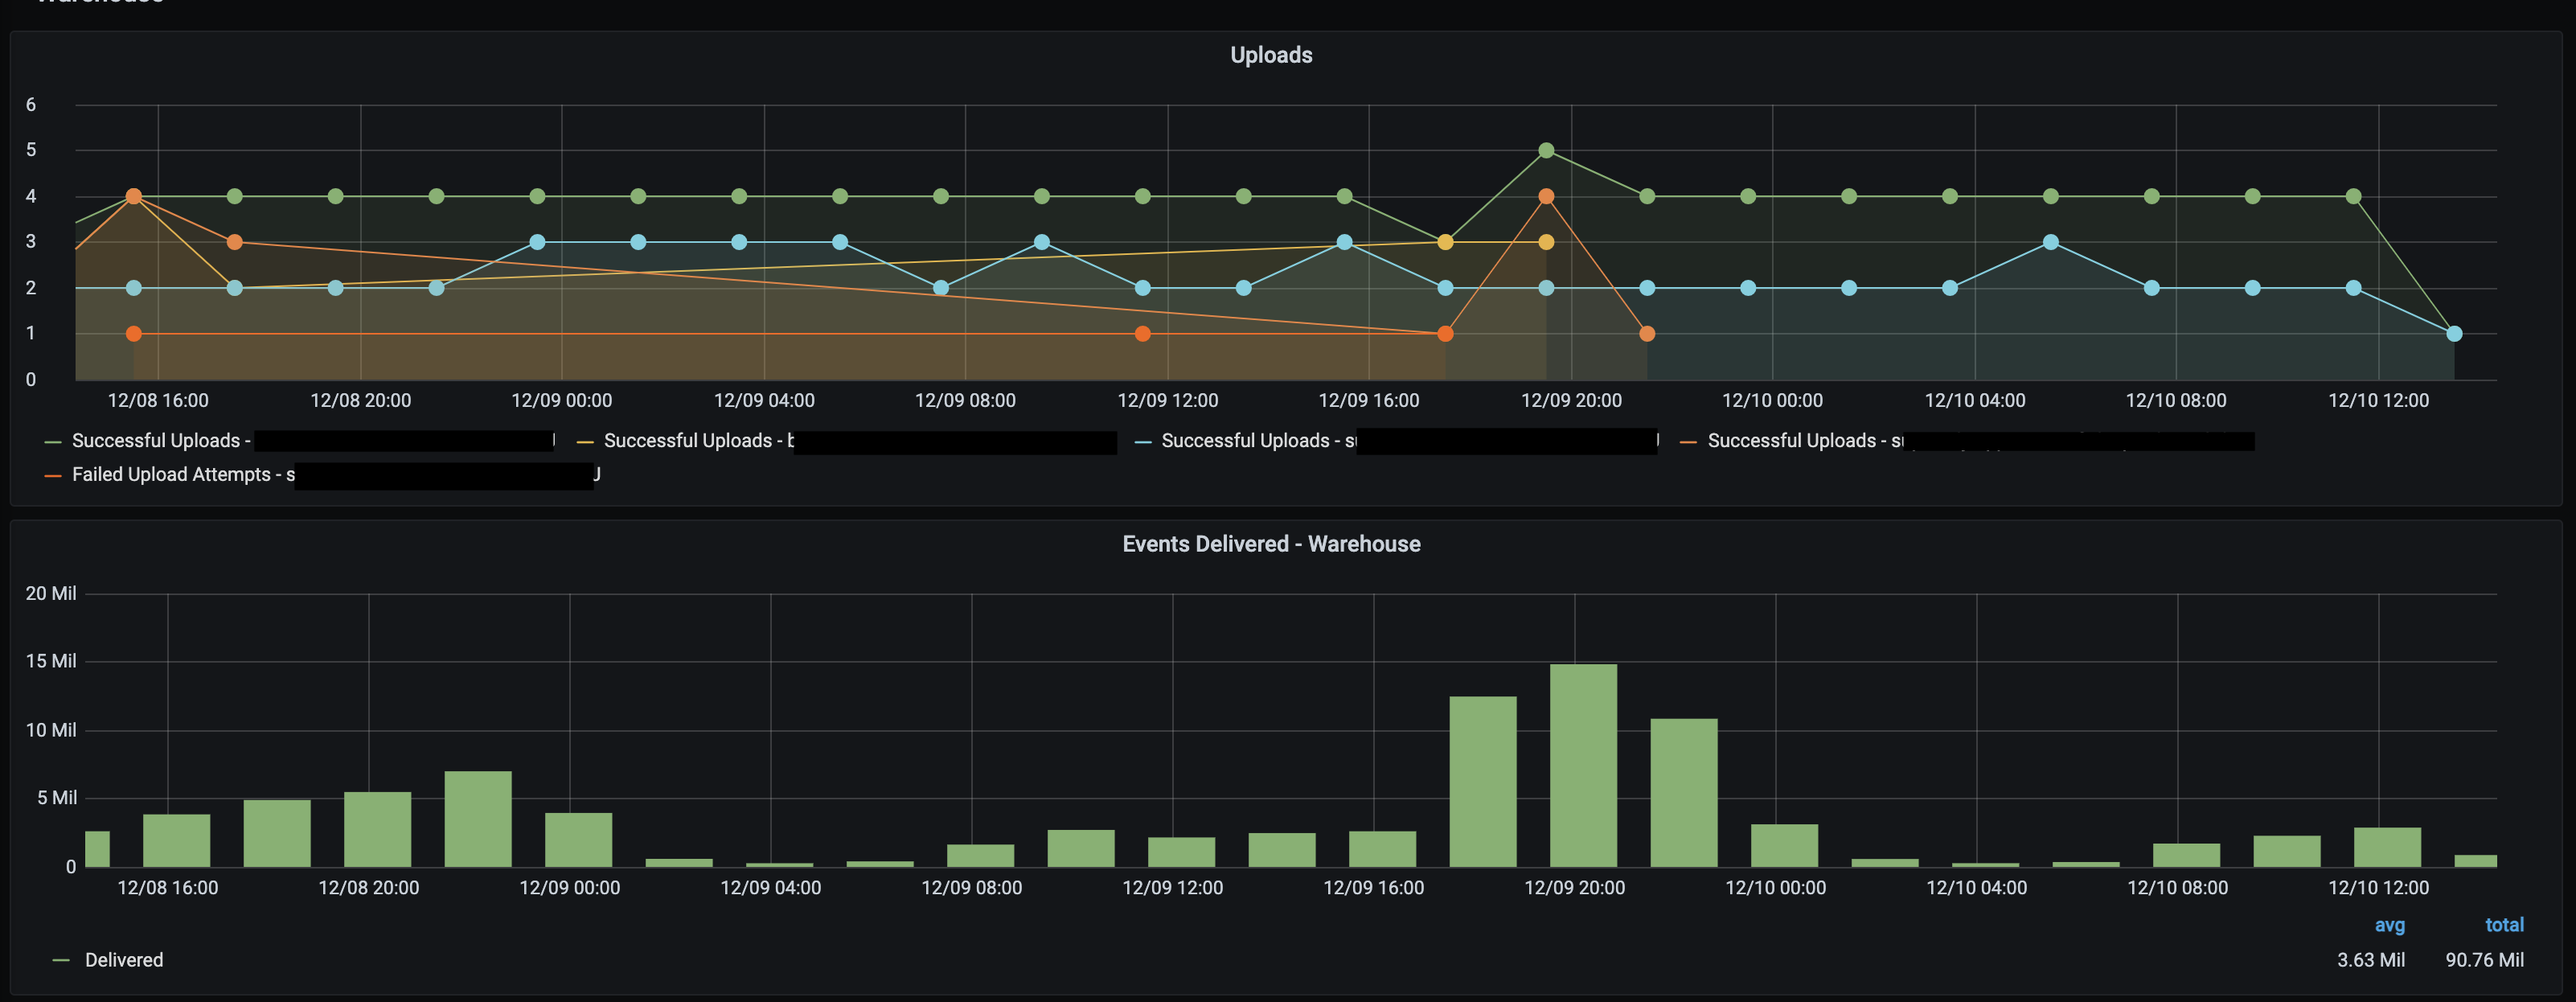 Warehouse
Uploads
6
5
4
3
2
1
0
12/08 16:00 12/08 20:00 12/09 00:00 12/09 04:00 12/09 08:00 12/09 12:00 12/09 16:00 12/09 20:00 12/10 00:00 12/10 04:00 12/10 08:00 12/10 12:00
Successful Uploads - Successful Uploads - b Successful Uploads - s Successful Uploads - s
Failed Upload Attempts - s J
Events Delivered - Warehouse
20 Mil
15 Mil
10 Mil
5 Mil
0
12/08 16:00 12/08 20:00 12/09 00:00 12/09 04:00 12/09 08:00 12/09 12:00 12/09 16:00 12/09 20:00 12/10 00:00 12/10 04:00 12/10 08:00 12/10 12:00
avg total
Delivered 3.63 Mil 90.76 Mil